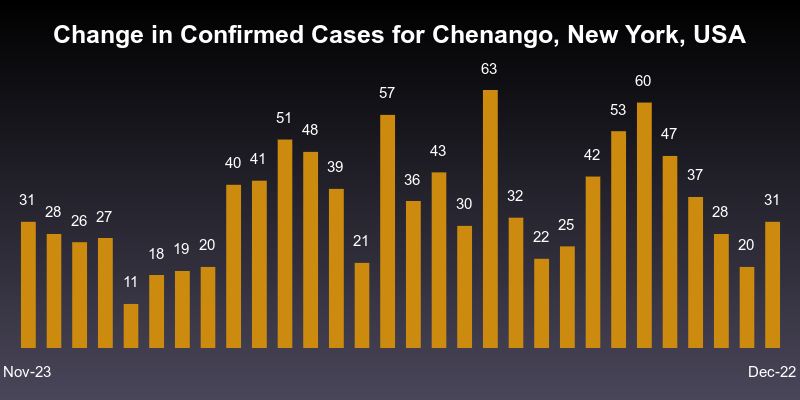 Change in Confirmed Cases for Chenango, New York, USA
31 28 26 27 11 18 19 20 40 41 51 48 39 21 57 36 43 30 63 32 22 25 42 53 60 47 37 28 20 31
Nov-23 Dec-22